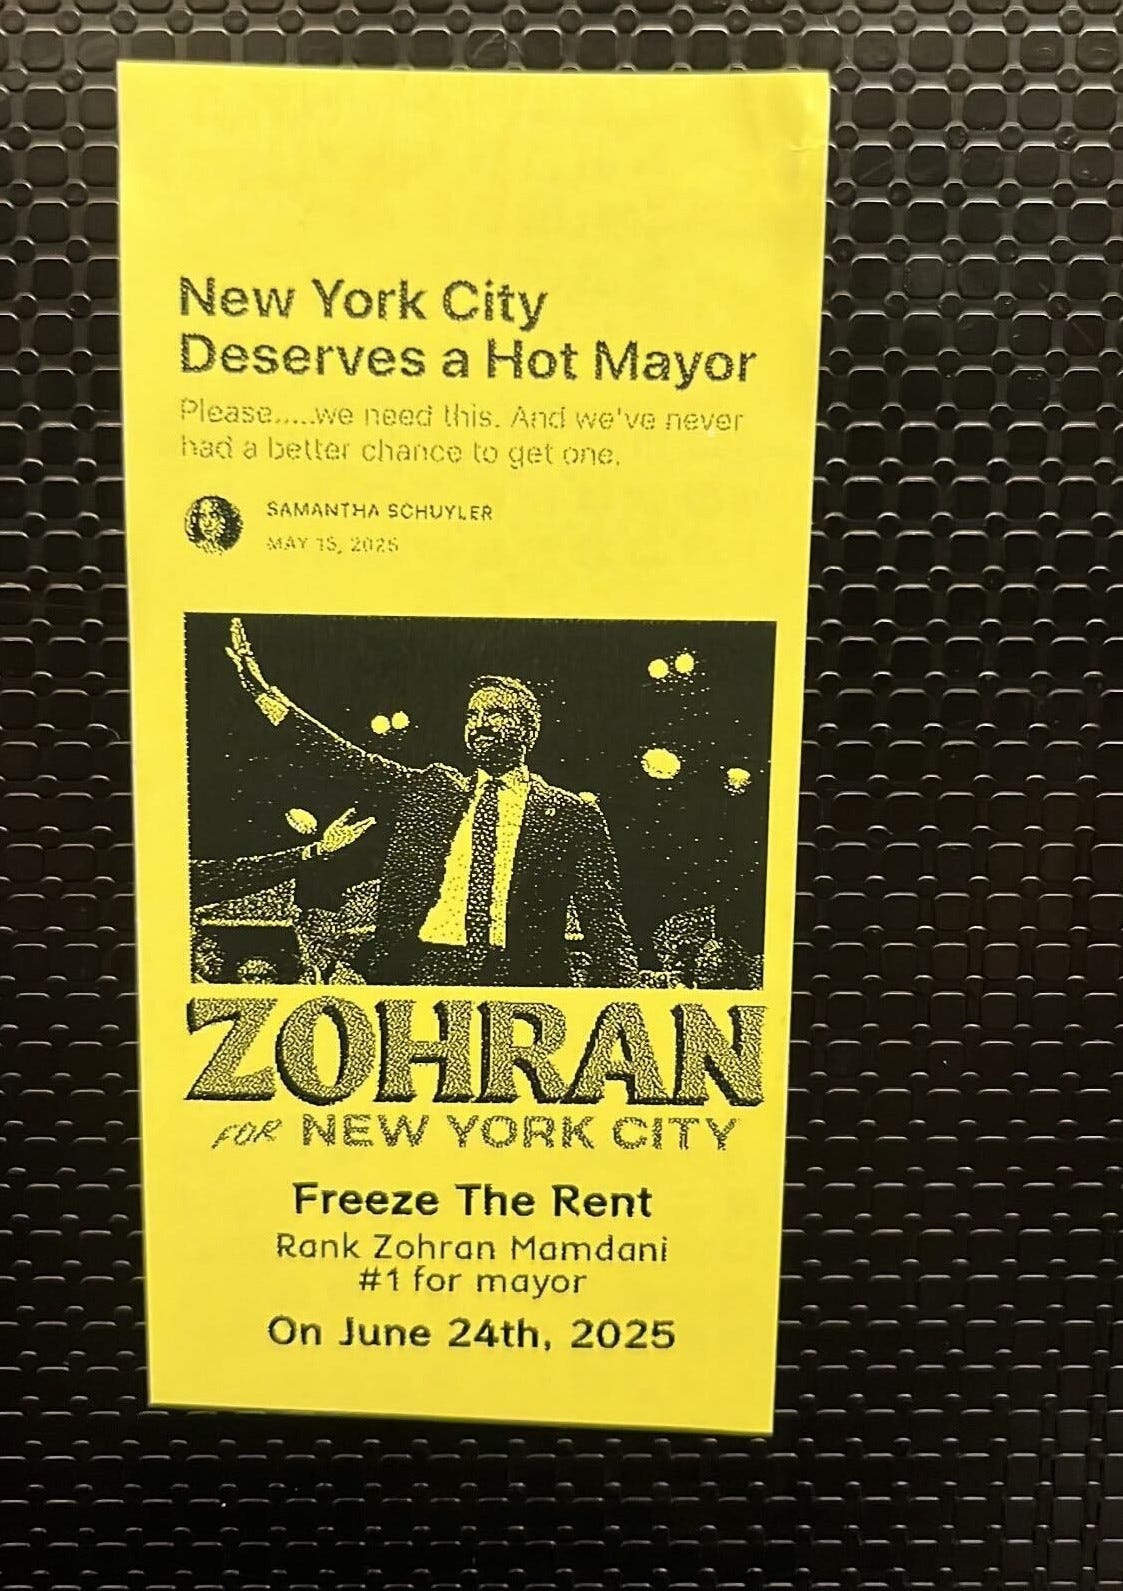 New York City
Deserves a Hot Mayor
Please.....we need this. And we've never
had a better chance to get one.
SAMANTHA SCHUYLER
MAY 15, 2025
ZOHRAN
FOR NEW YORK CITY
Freeze The Rent
Rank Zohran Mamdani
#1 for mayor
On June 24th, 2025